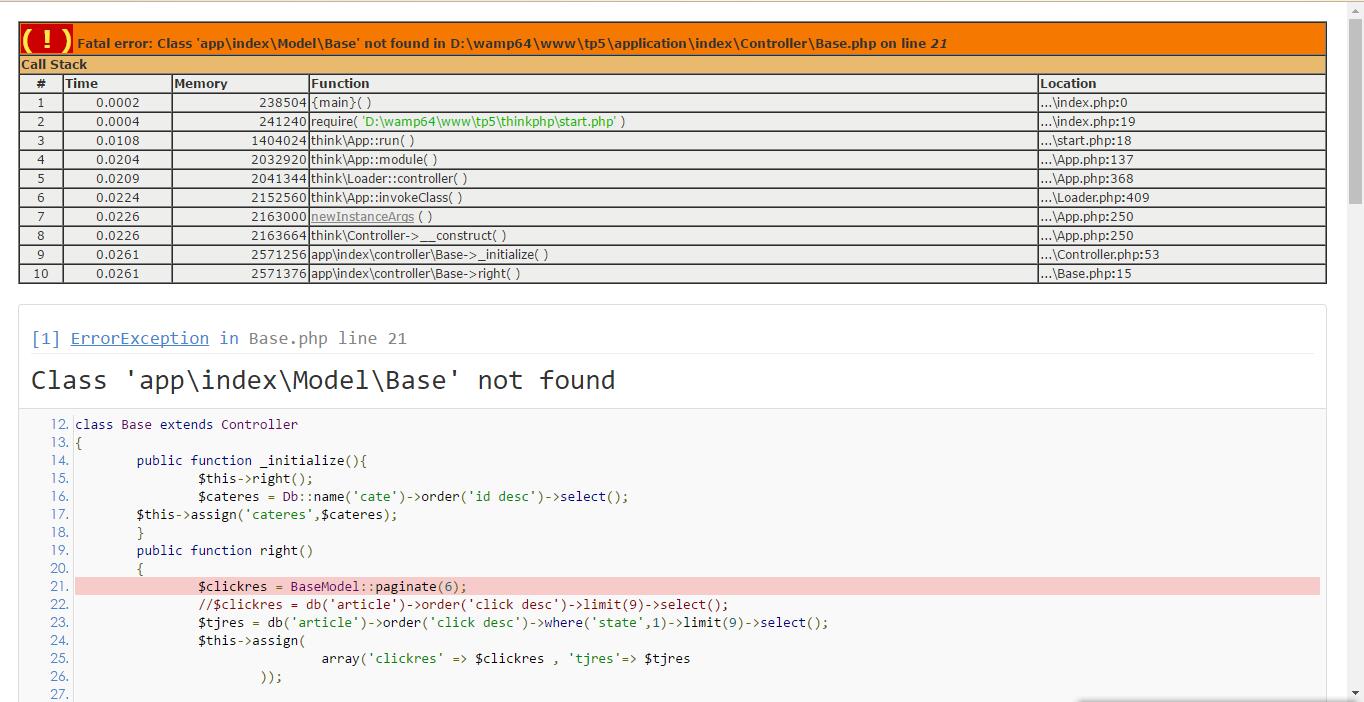 ( ! ) Fatal error: Class 'app\index\Model\Base' not found in D:\wamp64\www\tp5\application\index\Controller\Base.php on line 21
Call Stack
# Time Memory Function Location
1 0.0002 238504 {main}( ) ...\index.php:0
2 0.0004 241240 require( 'D:\wamp64\www\tp5\thinkphp\start.php' ) ...\index.php:19
3 0.0108 1404024 think\App::run( ) ...\start.php:18
4 0.0204 2032920 think\App::module( ) ...\App.php:137
5 0.0209 2041344 think\Loader::controller( ) ...\App.php:368
6 0.0224 2152560 think\App::invokeClass( ) ...\Loader.php:409
7 0.0226 2163000 newInstanceArgs ( ) ...\App.php:250
8 0.0226 2163664 think\Controller->__construct( ) ...\App.php:250
9 0.0261 2571256 app\index\controller\Base->_initialize( ) ...\Controller.php:53
10 0.0261 2571376 app\index\controller\Base->right( ) ...\Base.php:15
[1] ErrorException in Base.php line 21
Class 'app\index\Model\Base' not found
12. class Base extends Controller
13. {
14. public function _initialize(){
15. $this->right();
16. $cateres = Db::name('cate')->order('id desc')->select();
17. $this->assign('cateres',$cateres);
18. }
19. public function right()
20. {
21. $clickres = BaseModel::paginate(6);
22. //$clickres = db('article')->order('click desc')->limit(9)->select();
23. $tjres = db('article')->order('click desc')->where('state',1)->limit(9)->select();
24. $this->assign(
25. array('clickres' => $clickres , 'tjres'=> $tjres
26. ));
27.